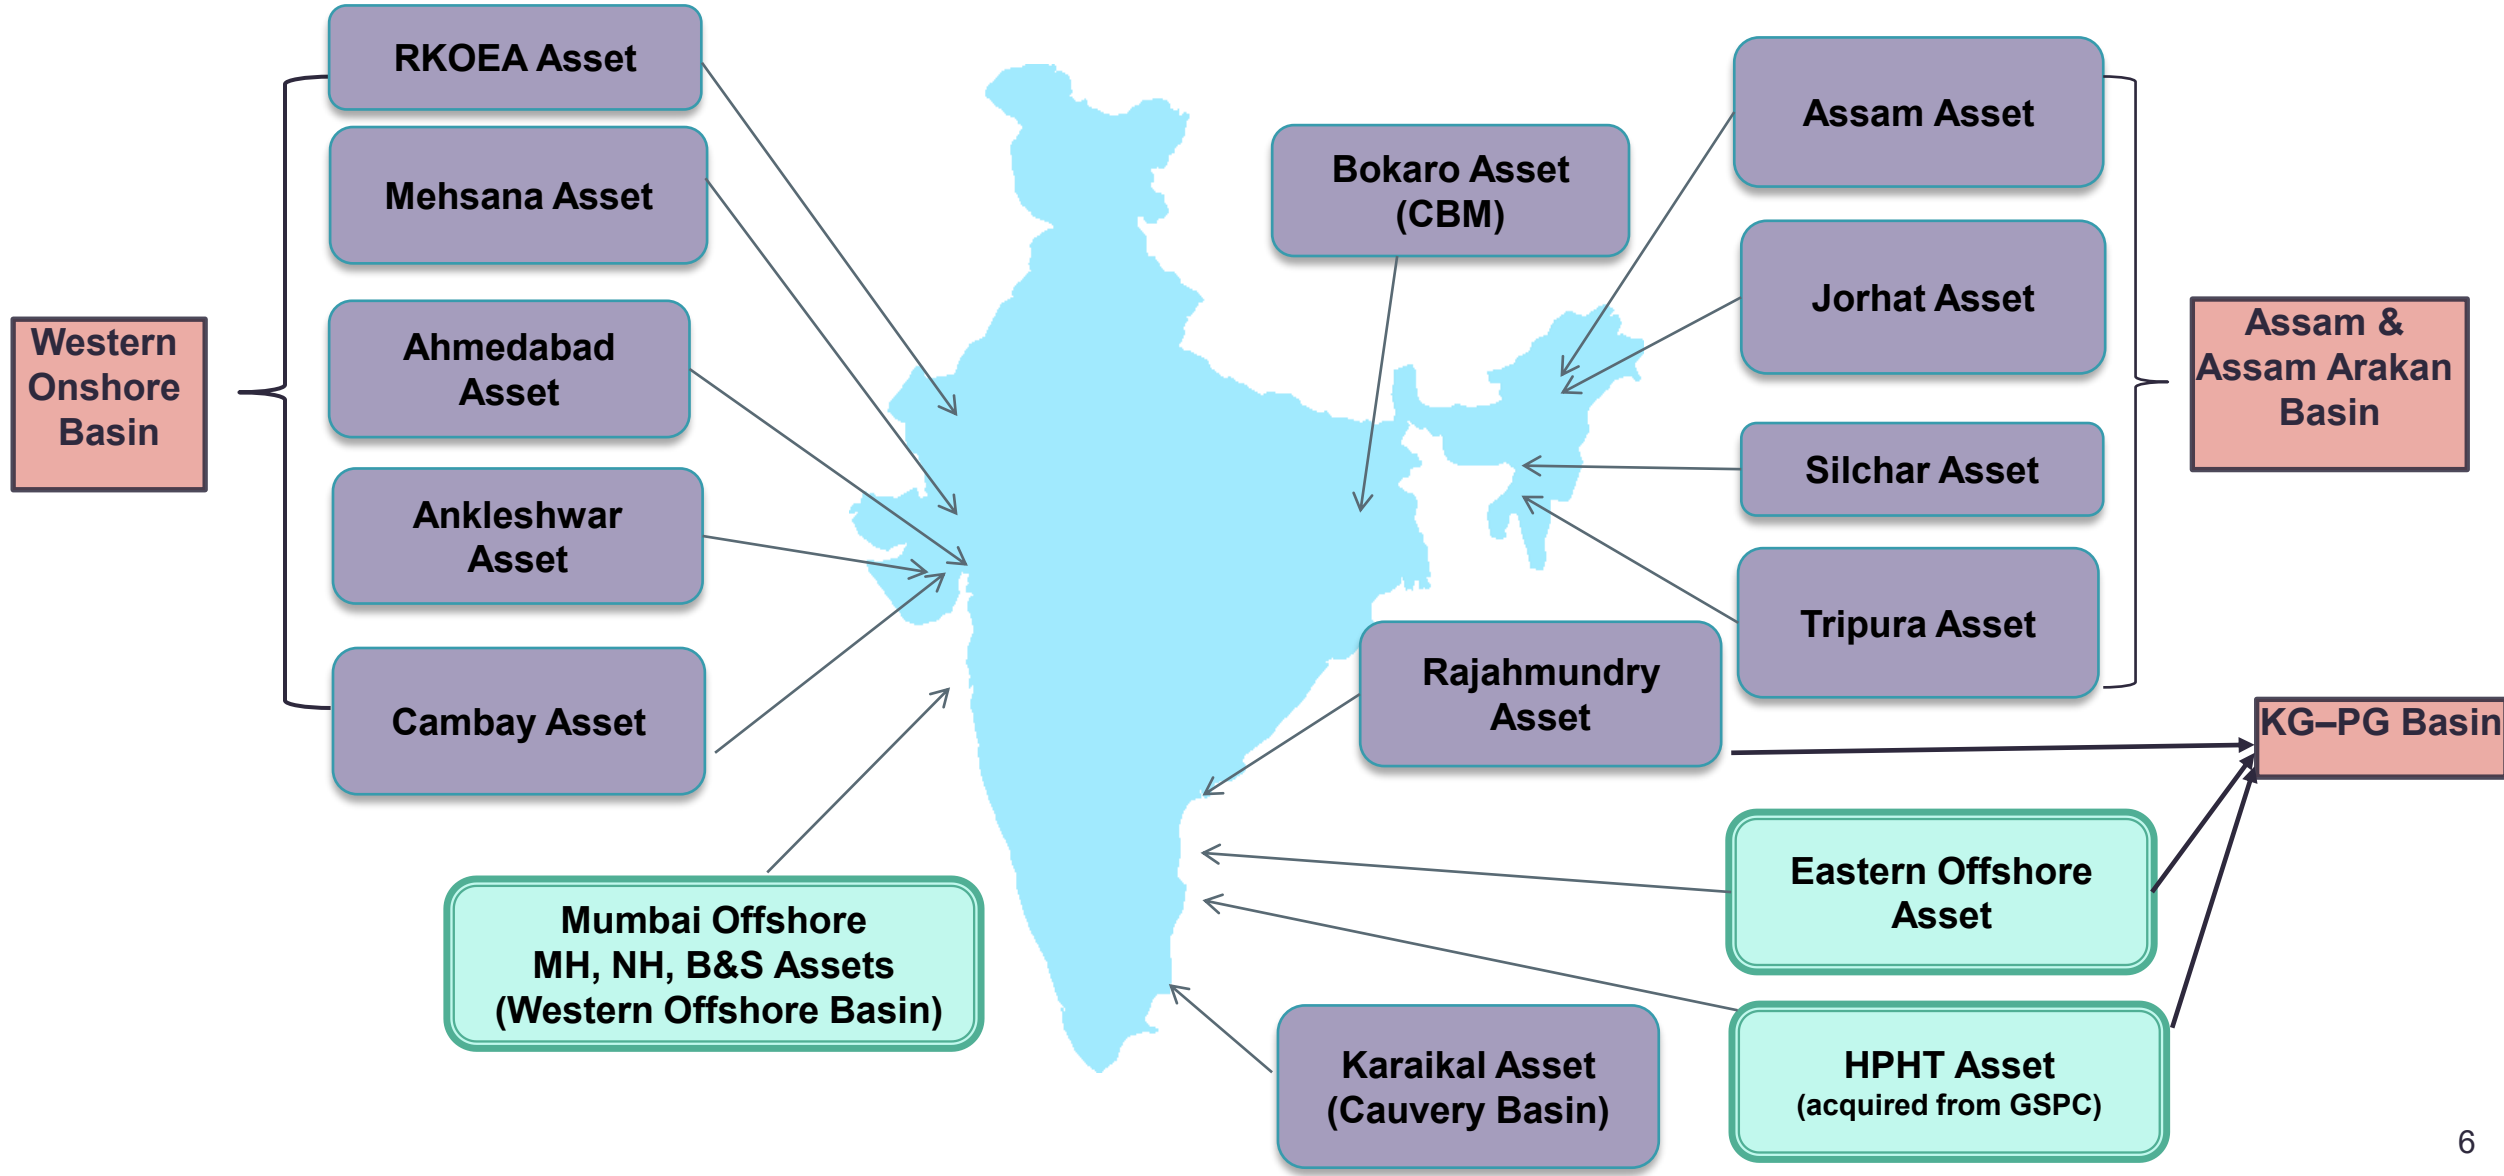 RKOEA Asset
Mehsana Asset
Ahmedabad
Asset
Ankleshwar
Asset
Cambay Asset
Western
Onshore
Basin
Mumbai Offshore
MH, NH, B&S Assets
(Western Offshore Basin)
Bokaro Asset
(CBM)
Assam Asset
Jorhat Asset
Silchar Asset
Tripura Asset
Assam &
Assam Arakan
Basin
Rajahmundry
Asset
KG–PG Basin
Eastern Offshore
Asset
HPHT Asset
(acquired from GSPC)
Karaikal Asset
(Cauvery Basin)
6